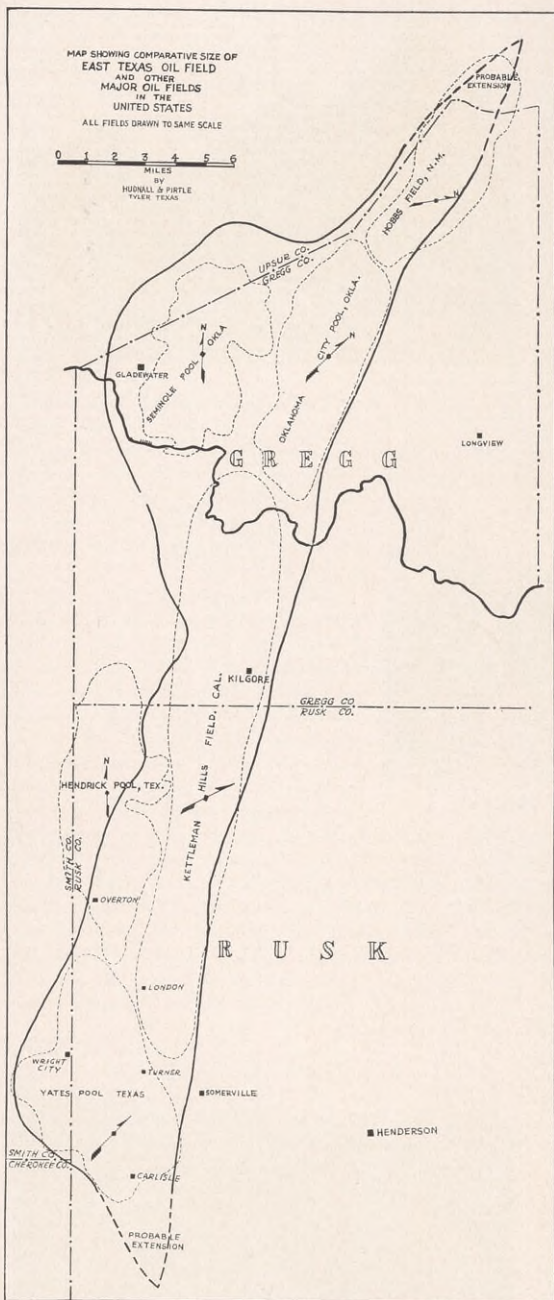 MAP SHOWING COMPARATIVE SIZE OF
EAST TEXAS OIL FIELD
AND OTHER
MAJOR OIL FIELDS
IN THE
UNITED STATES
ALL FIELDS DRAWN TO SAME SCALE
0 1 2 3 4 5 6
MILES
BY
HUDNALL & PIRTLE
TYLER TEXAS
PROBABLE
EXTENSION
HOBBS FIELD, N.M.
N
UPSUR CO.
GREGG CO.
OKLAHOMA CITY POOL, OKLA.
N
SEMINOLE POOL OKLA
N
GLADEWATER
LONGVIEW
GREGG
KILGORE
GREGG CO.
RUSK CO.
KETTLEMAN HILLS FIELD, CAL.
N
HENDRICK POOL, TEX.
SMITH CO.
RUSK CO.
OVERTON
RUSK
LONDON
WRIGHT
CITY
TURNER
YATES POOL TEXAS
SOMERVILLE
HENDERSON
SMITH CO.
CHEROKEE CO.
CARLISLE
PROBABLE
EXTENSION